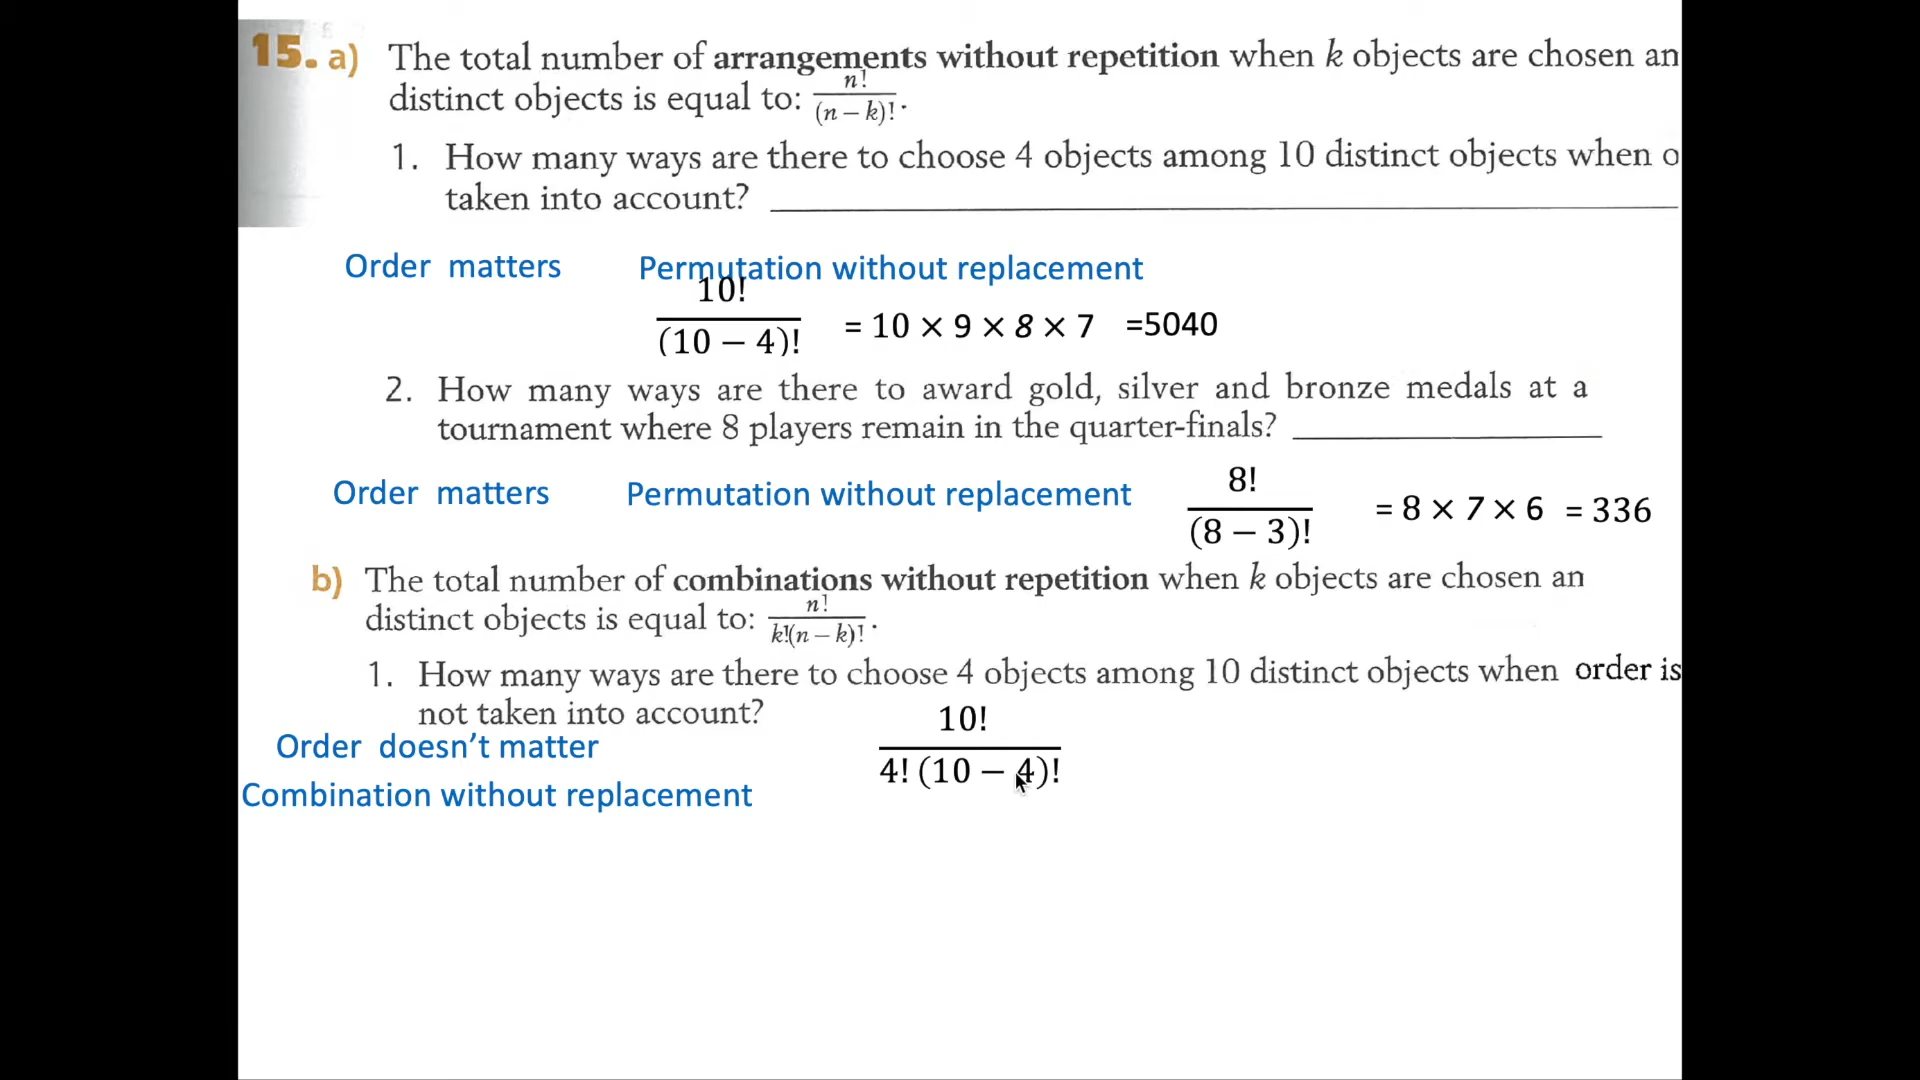 15. a) The total number of arrangements without repetition when k objects are chosen an
distinct objects is equal to: n!/(n – k)!.
1. How many ways are there to choose 4 objects among 10 distinct objects when o
taken into account?
Order matters Permutation without replacement
10!/(10 − 4)! = 10 × 9 × 8 × 7 =5040
2. How many ways are there to award gold, silver and bronze medals at a
tournament where 8 players remain in the quarter-finals?
Order matters Permutation without replacement 8!/(8 − 3)! = 8 × 7 × 6 = 336
b) The total number of combinations without repetition when k objects are chosen an
distinct objects is equal to: n!/k!(n – k)!.
1. How many ways are there to choose 4 objects among 10 distinct objects when order is
not taken into account?
Order doesn’t matter 10!/4! (10 − 4)!
Combination without replacement